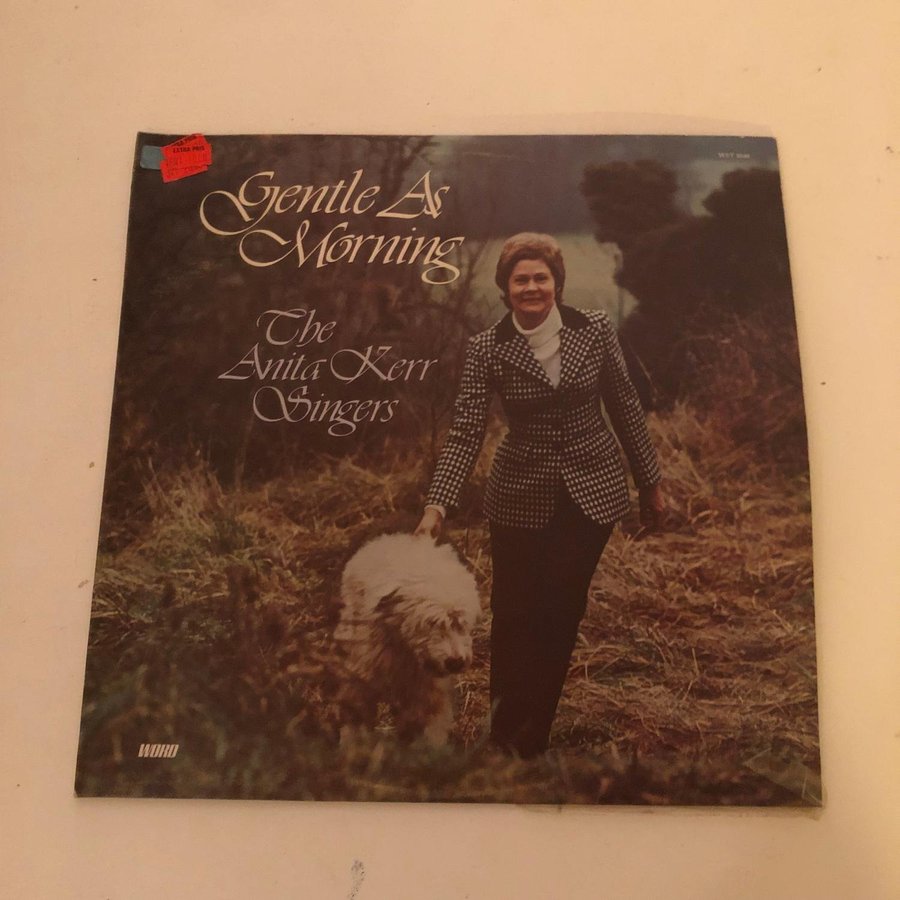 EXTRA PRIS
Gentle As
Morning
The
Anita Kerr
Singers
WORD